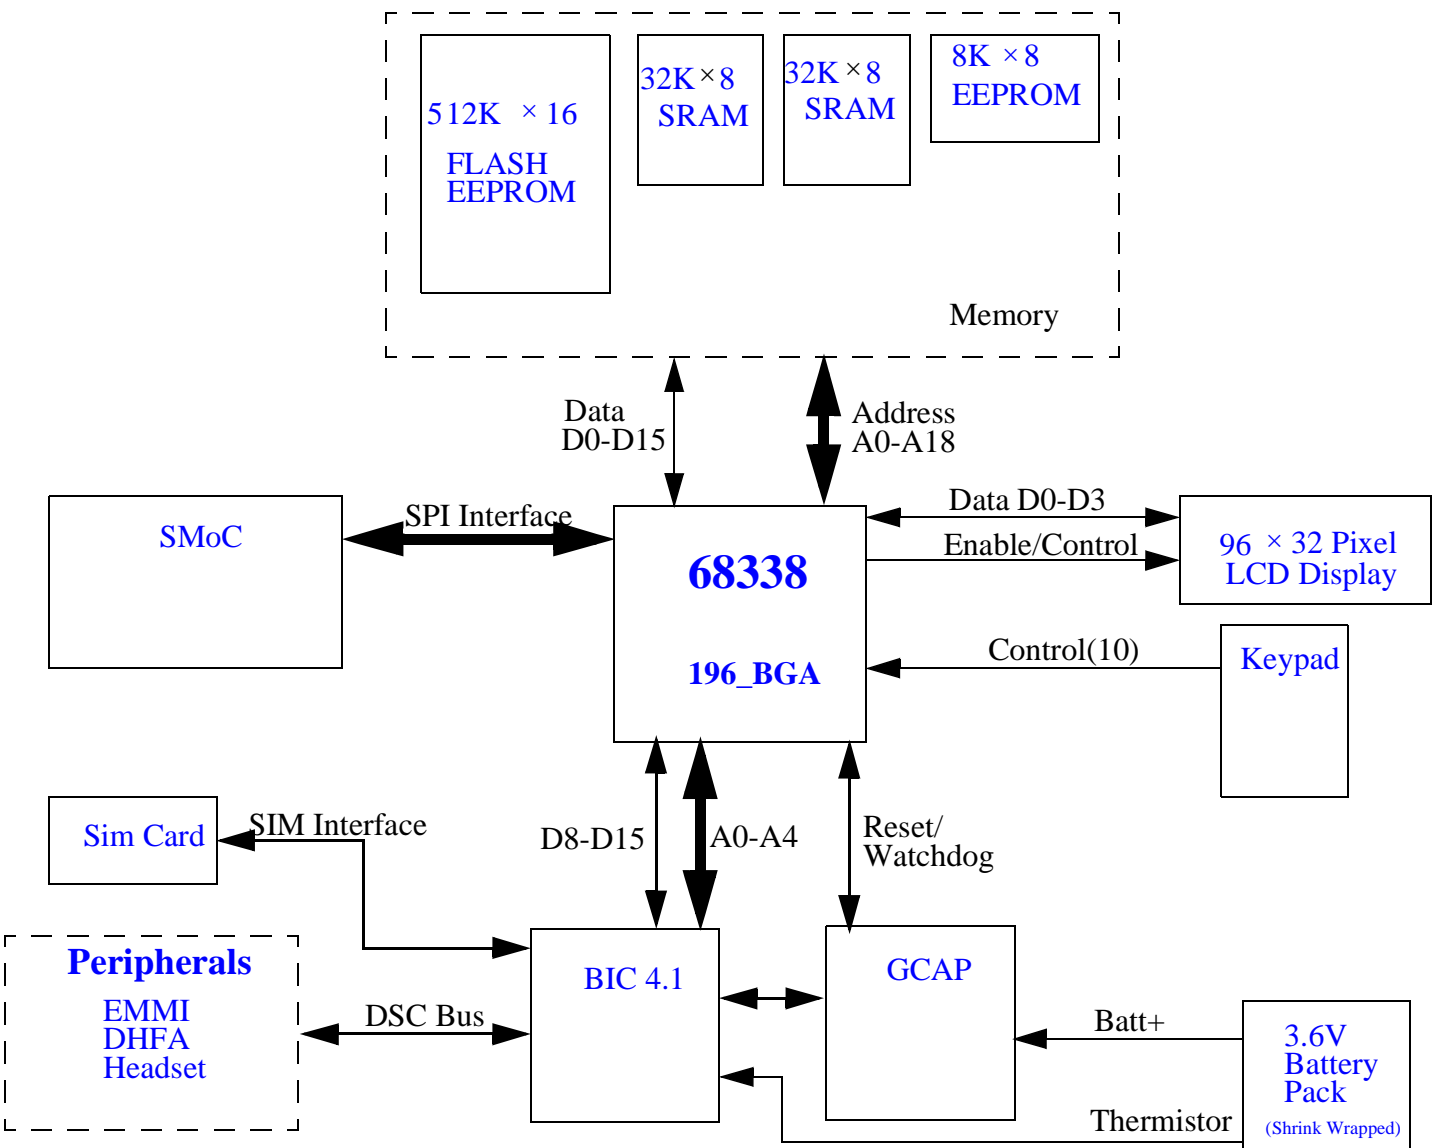 512K × 16
FLASH
EEPROM
32K × 8
SRAM
32K × 8
SRAM
8K × 8
EEPROM
Memory
Data
D0-D15
Address
A0-A18
SMoC
SPI Interface
68338
196_BGA
Data D0-D3
Enable/Control
96 × 32 Pixel
LCD Display
Control(10)
Keypad
Sim Card
SIM Interface
D8-D15
A0-A4
Reset/
Watchdog
Peripherals
EMMI
DHFA
Headset
DSC Bus
BIC 4.1
GCAP
Batt+
Thermistor
3.6V
Battery
Pack
(Shrink Wrapped)